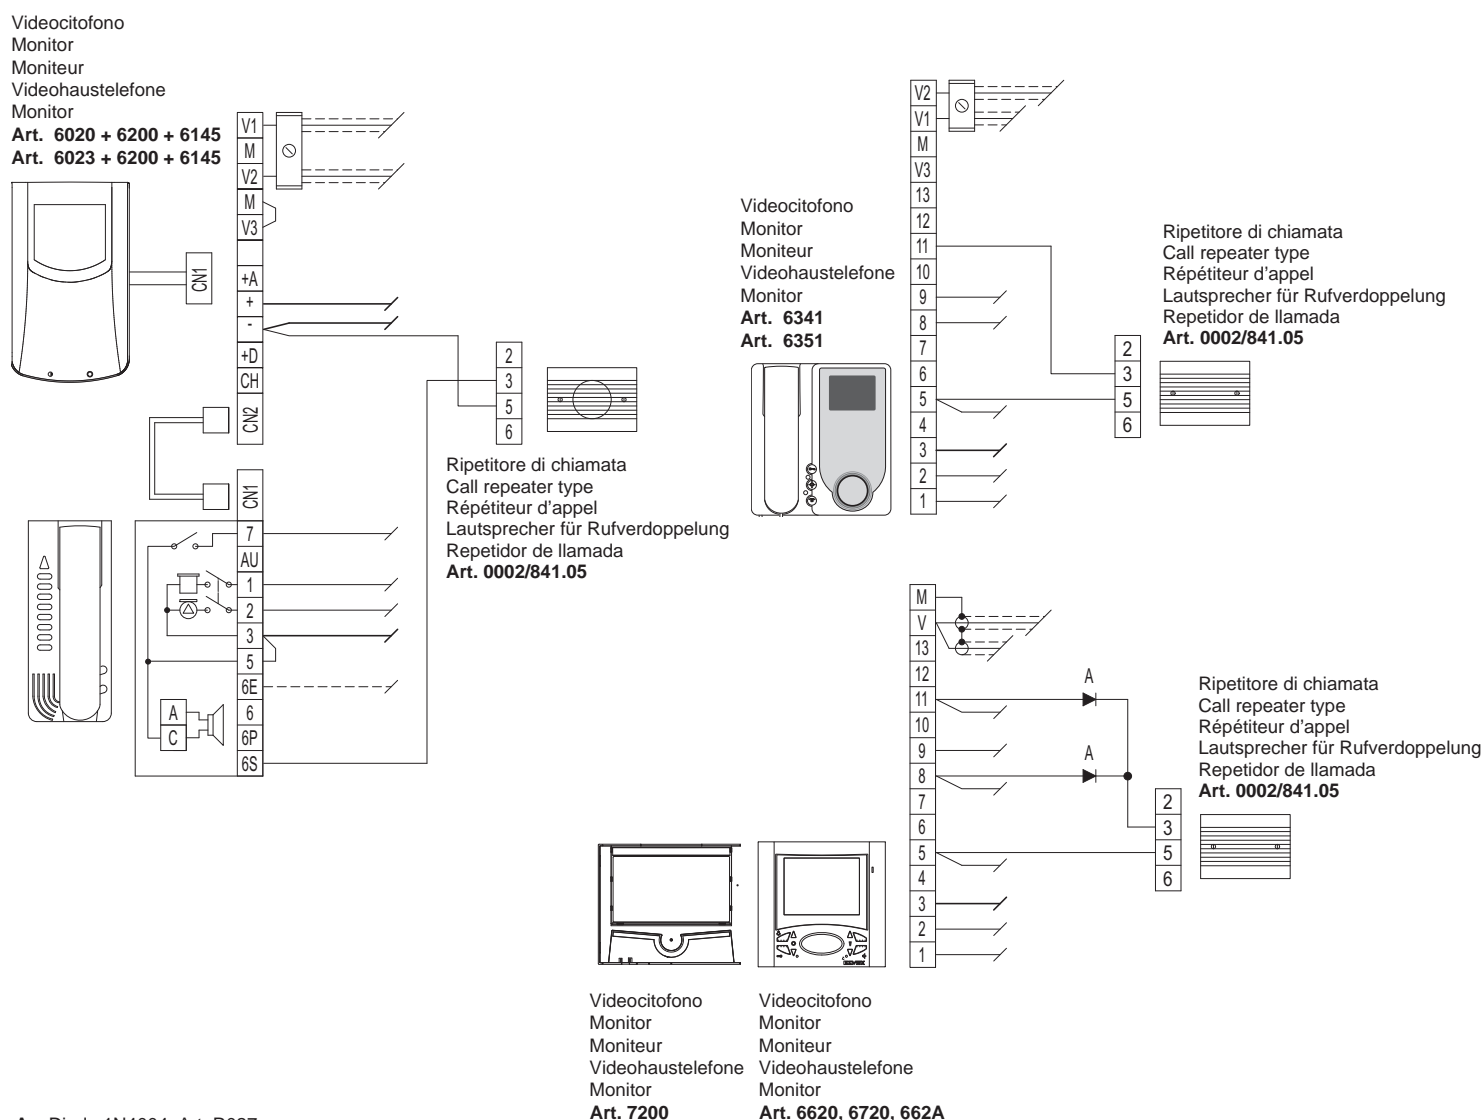 Videocitofono
Monitor
Moniteur
Videohaustelefone
Monitor
Art. 6020 + 6200 + 6145
Art. 6023 + 6200 + 6145
CN1
V1
M
V2
M
V3
+A
+
-
+D
CH
CN2
CN1
7
AU
1
2
3
5
6E
6
6P
6S
A
C
2
3
5
6
Ripetitore di chiamata
Call repeater type
Répétiteur d'appel
Lautsprecher für Rufverdoppelung
Repetidor de llamada
Art. 0002/841.05
Videocitofono
Monitor
Moniteur
Videohaustelefone
Monitor
Art. 6341
Art. 6351
V2
V1
M
V3
13
12
11
10
9
8
7
6
5
4
3
2
1
2
3
5
6
Ripetitore di chiamata
Call repeater type
Répétiteur d'appel
Lautsprecher für Rufverdoppelung
Repetidor de llamada
Art. 0002/841.05
M
V
13
12
11
10
9
8
7
6
5
4
3
2
1
A
A
2
3
5
6
Ripetitore di chiamata
Call repeater type
Répétiteur d'appel
Lautsprecher für Rufverdoppelung
Repetidor de llamada
Art. 0002/841.05
Videocitofono
Monitor
Moniteur
Videohaustelefone
Monitor
Art. 7200
Videocitofono
Monitor
Moniteur
Videohaustelefone
Monitor
Art. 6620, 6720, 662A